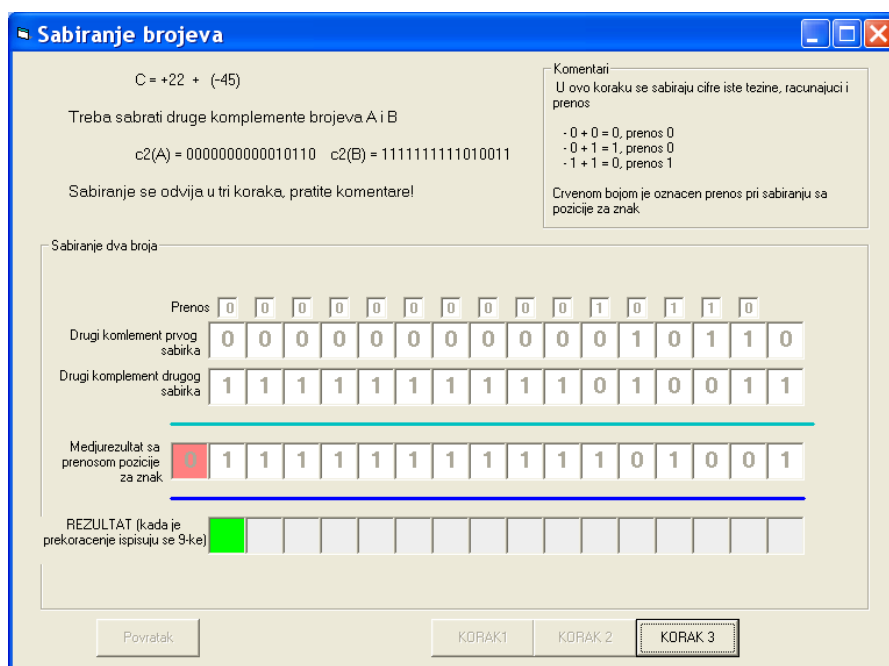 Sabiranje brojeva
C = +22 + (-45)
Treba sabrati druge komplemente brojeva A i B
c2(A) = 0000000000010110 c2(B) = 1111111111010011
Sabiranje se odvija u tri koraka, pratite komentare!
Komentari
U ovo koraku se sabiraju cifre iste tezine, racunajuci i
prenos
- 0 + 0 = 0, prenos 0
- 0 + 1 = 1, prenos 0
- 1 + 1 = 0, prenos 1
Crvenom bojom je oznacen prenos pri sabiranju sa
pozicije za znak
Sabiranje dva broja
Prenos 0 0 0 0 0 0 0 0 0 0 1 0 1 1 0
Drugi komlement prvog
sabirka
0 0 0 0 0 0 0 0 0 0 0 1 0 1 1 0
Drugi komplement drugog
sabirka
1 1 1 1 1 1 1 1 1 1 0 1 0 0 1 1
Medjurezultat sa
prenosom pozicije
za znak
0 1 1 1 1 1 1 1 1 1 1 1 0 1 0 0 1
REZULTAT (kada je
prekoracenje ispisuju se 9-ke)
Povratak
KORAK1
KORAK 2
KORAK 3